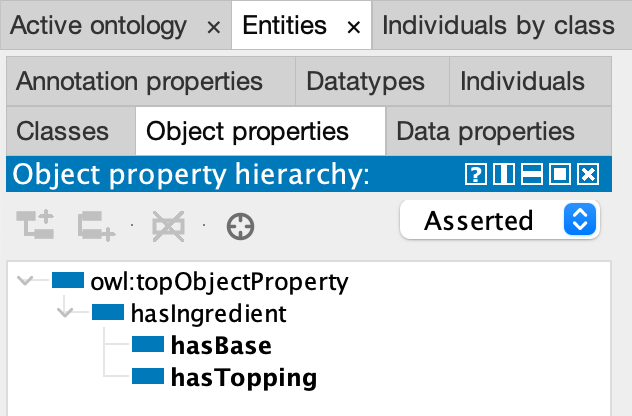 Active ontology × Entities × Individuals by class
Annotation properties Datatypes Individuals
Classes Object properties Data properties
Object property hierarchy: ?
Asserted
owl:topObjectProperty
hasIngredient
hasBase
hasTopping